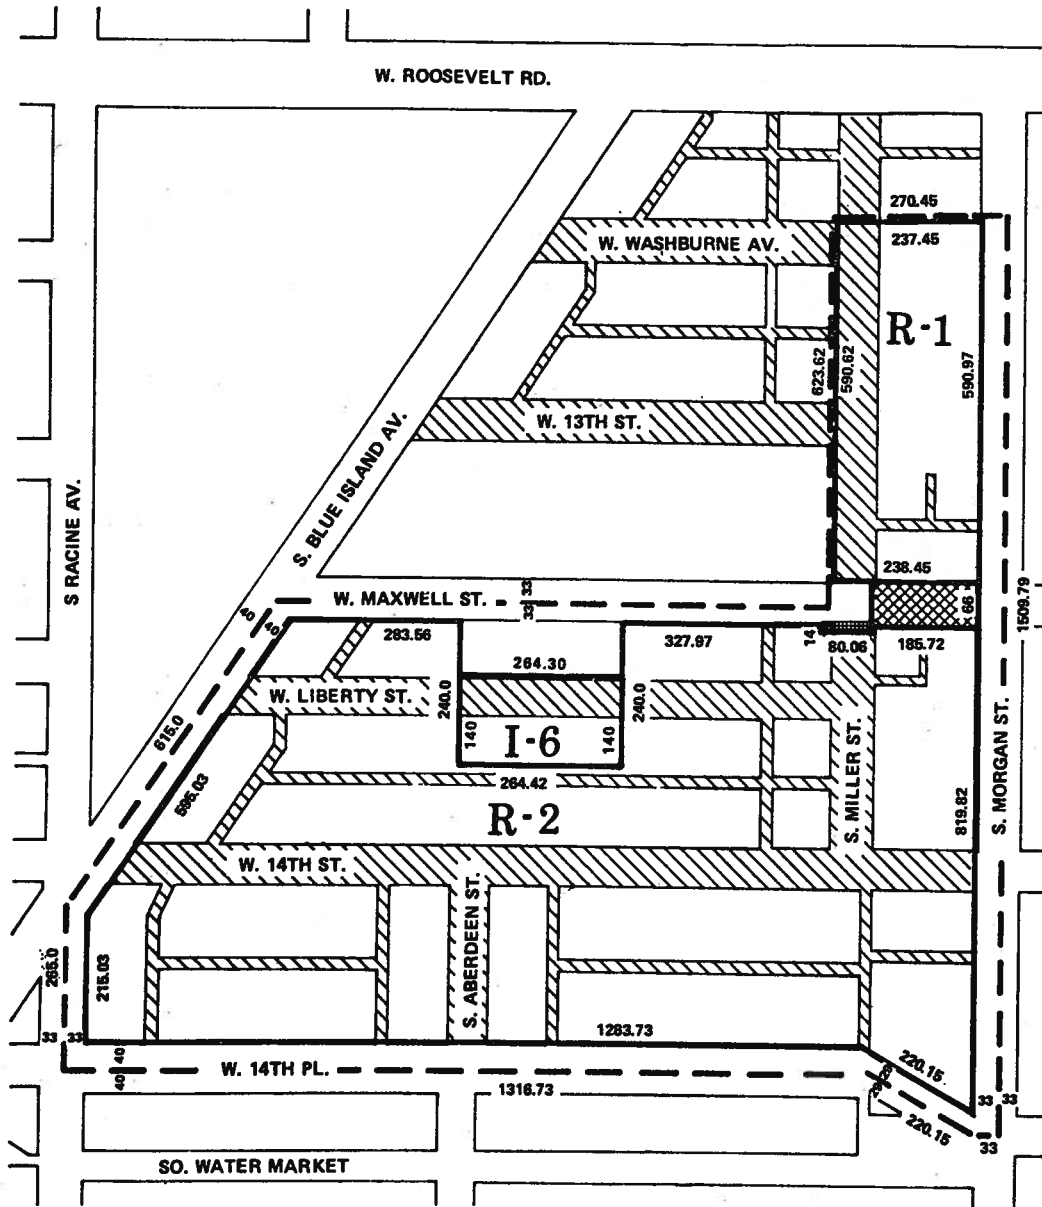 W. ROOSEVELT RD.
270.45
237.45
W. WASHBURNE AV.
R-1
623.62
590.62
590.97
W. 13TH ST.
S. BLUE ISLAND AV.
S RACINE AV.
238.45
W. MAXWELL ST.
33
33
66
1509.79
40
40
283.56
327.97
14
80.06
185.72
264.30
W. LIBERTY ST.
240.0
240.0
140
I-6
140
264.42
615.0
595.03
R-2
S. MILLER ST.
819.82
S. MORGAN ST.
W. 14TH ST.
S. ABERDEEN ST.
265.0
215.03
33
33
1283.73
40
40
W. 14TH PL.
1316.73
220.15
220.15
33
33
33
SO. WATER MARKET